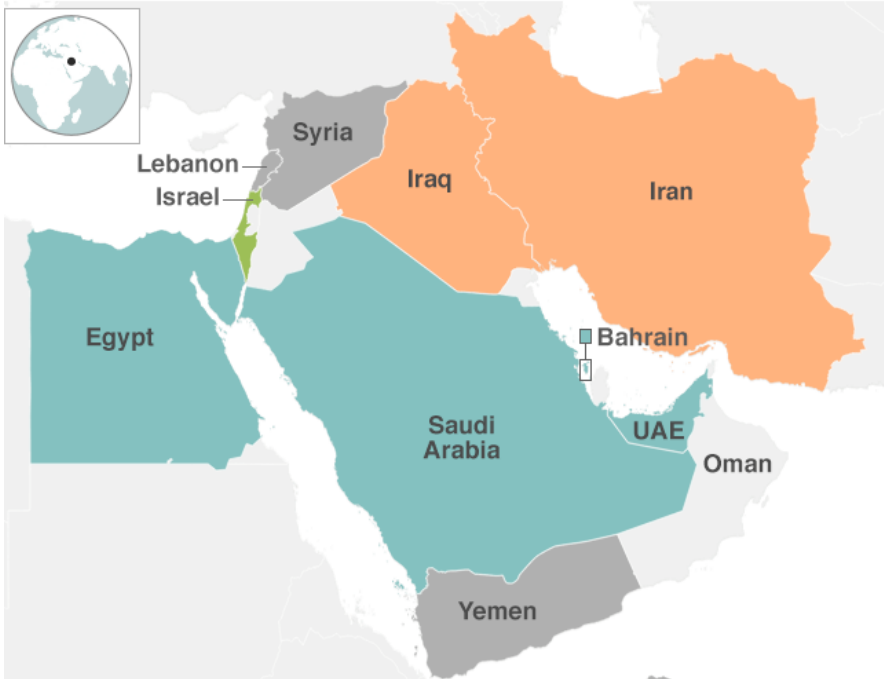 Syria
Lebanon
Israel
Iraq
Iran
Egypt
Bahrain
Saudi
Arabia
UAE
Oman
Yemen